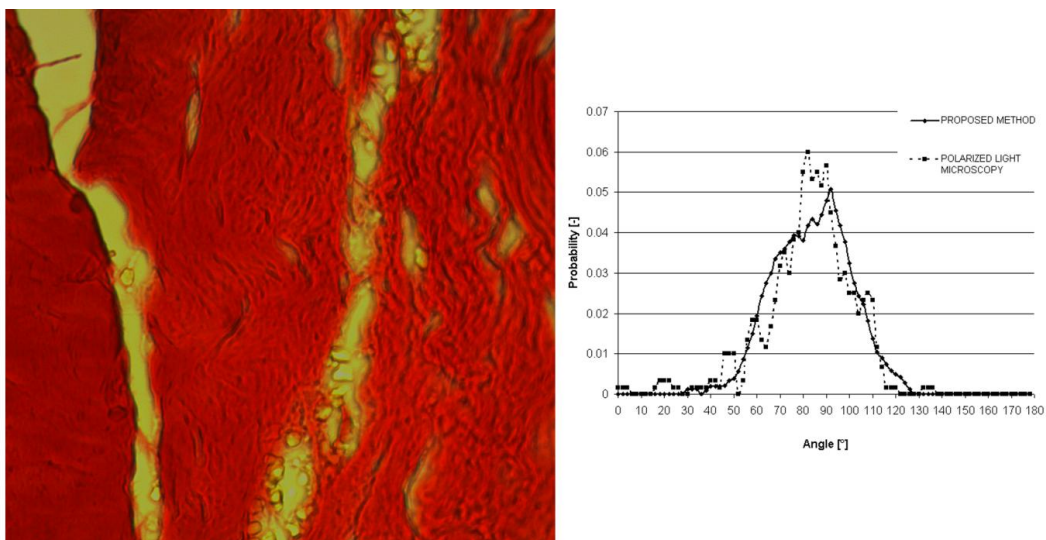 0.07
0.06
0.05
0.04
0.03
0.02
0.01
0
Probability [-]
PROPOSED METHOD
POLARIZED LIGHT
MICROSCOPY
0 10 20 30 40 50 60 70 80 90 100 110 120 130 140 150 160 170 180
Angle [°]